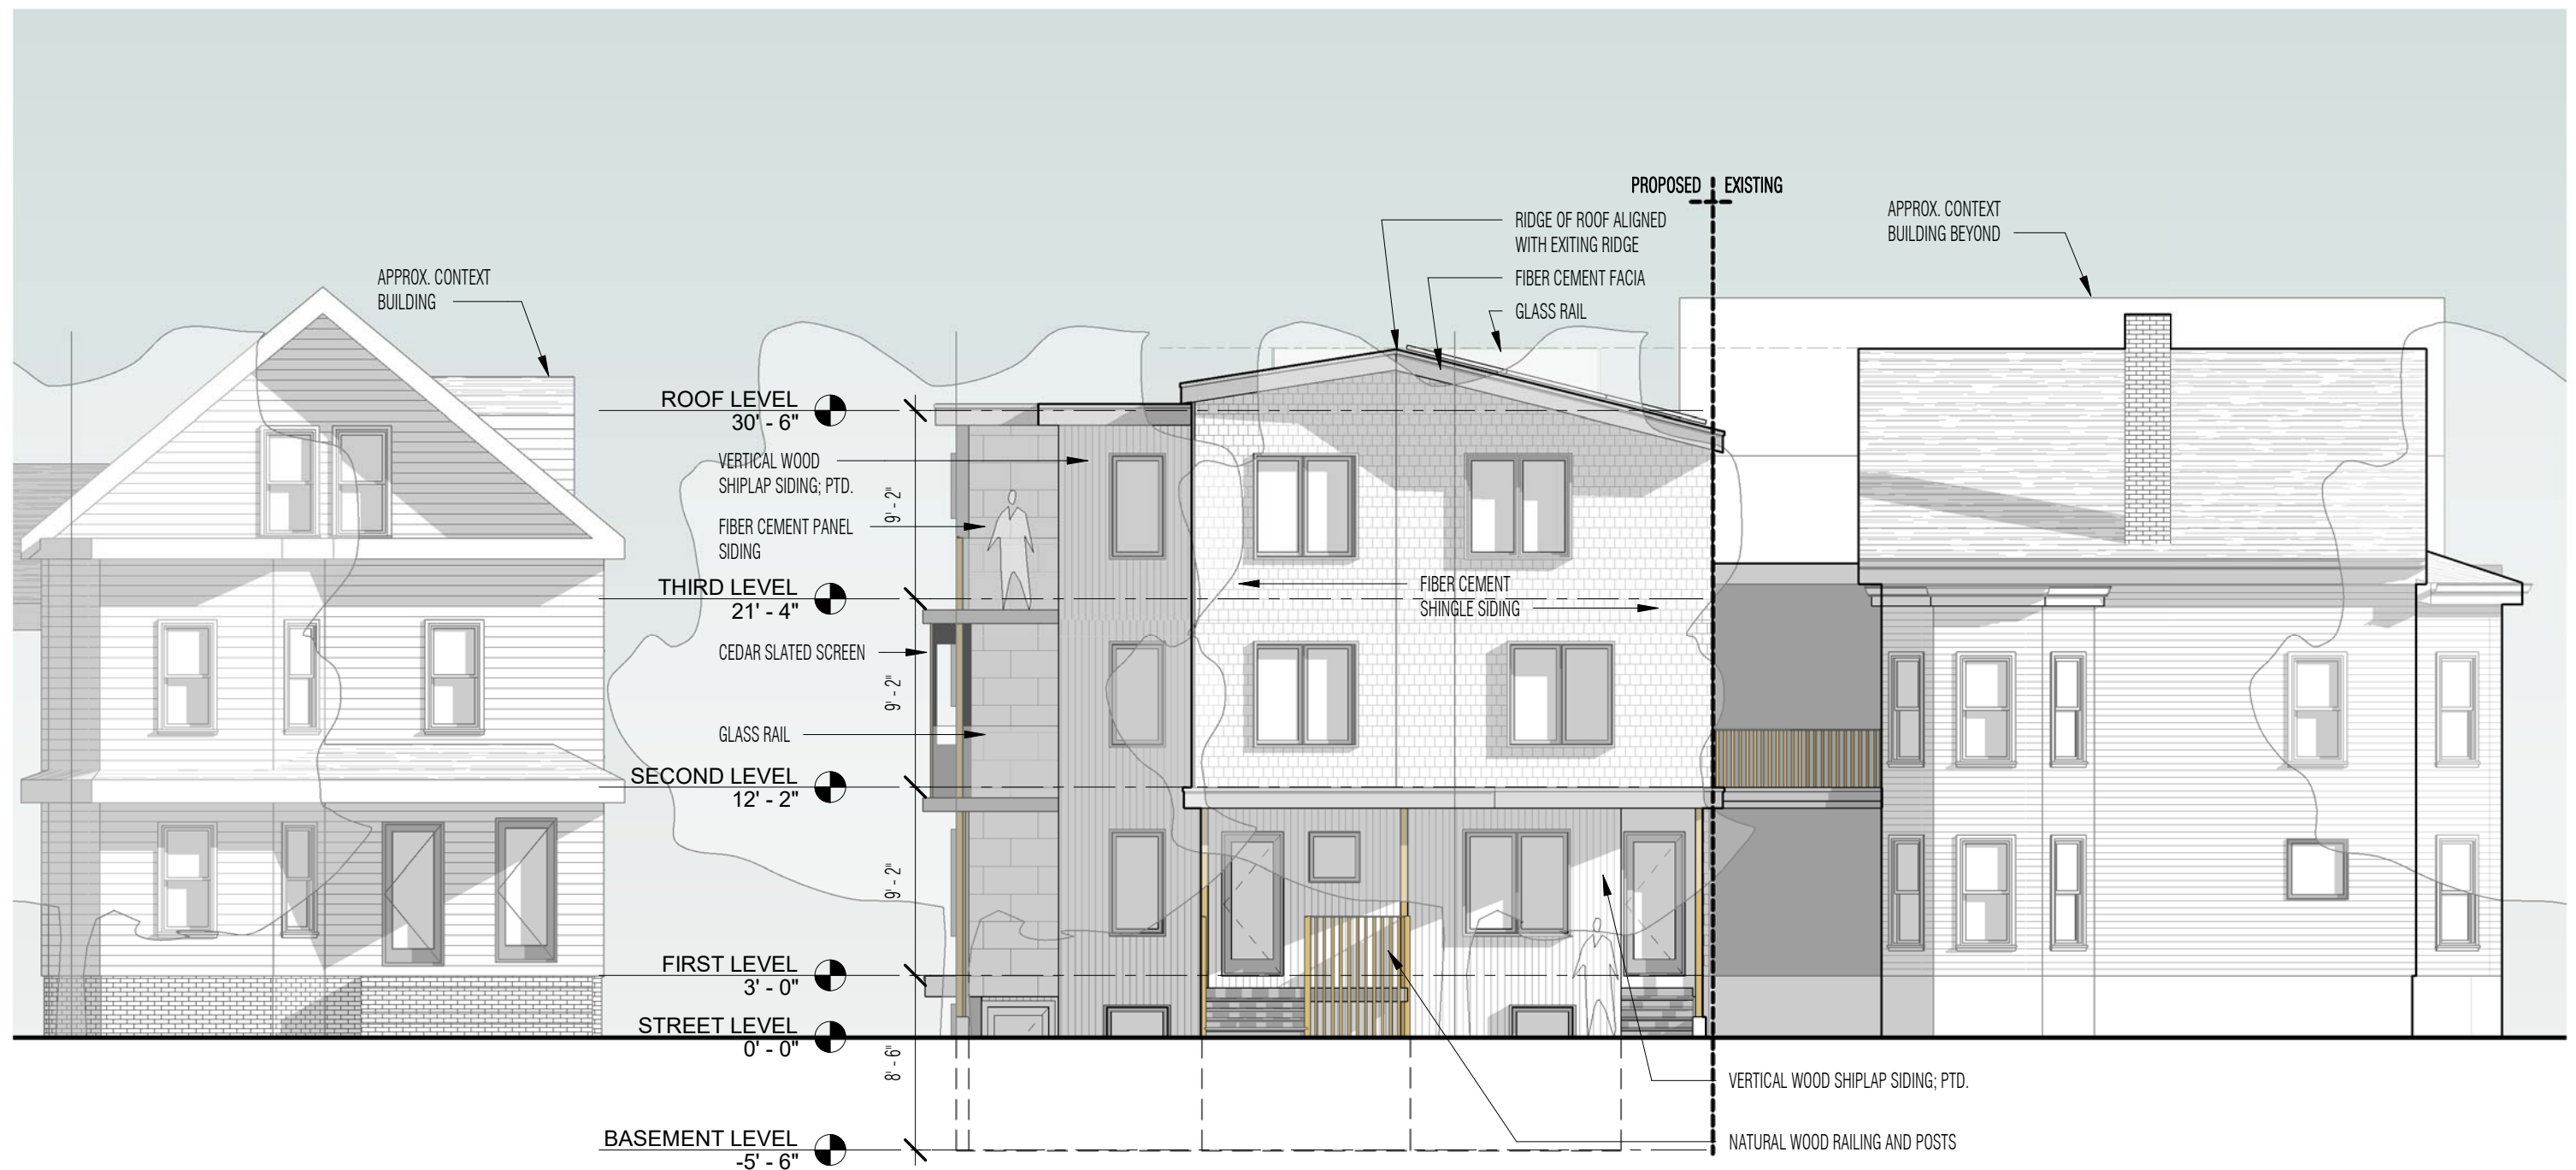 PROPOSED
EXISTING
RIDGE OF ROOF ALIGNED
WITH EXITING RIDGE
FIBER CEMENT FACIA
GLASS RAIL
APPROX. CONTEXT
BUILDING BEYOND
APPROX. CONTEXT
BUILDING
ROOF LEVEL
30' - 6"
VERTICAL WOOD
SHIPLAP SIDING; PTD.
9' - 2"
FIBER CEMENT PANEL
SIDING
THIRD LEVEL
21' - 4"
FIBER CEMENT
SHINGLE SIDING
CEDAR SLATED SCREEN
9' - 2"
GLASS RAIL
SECOND LEVEL
12' - 2"
9' - 2"
FIRST LEVEL
3' - 0"
STREET LEVEL
0' - 0"
8' - 6"
VERTICAL WOOD SHIPLAP SIDING; PTD.
BASEMENT LEVEL
-5' - 6"
NATURAL WOOD RAILING AND POSTS